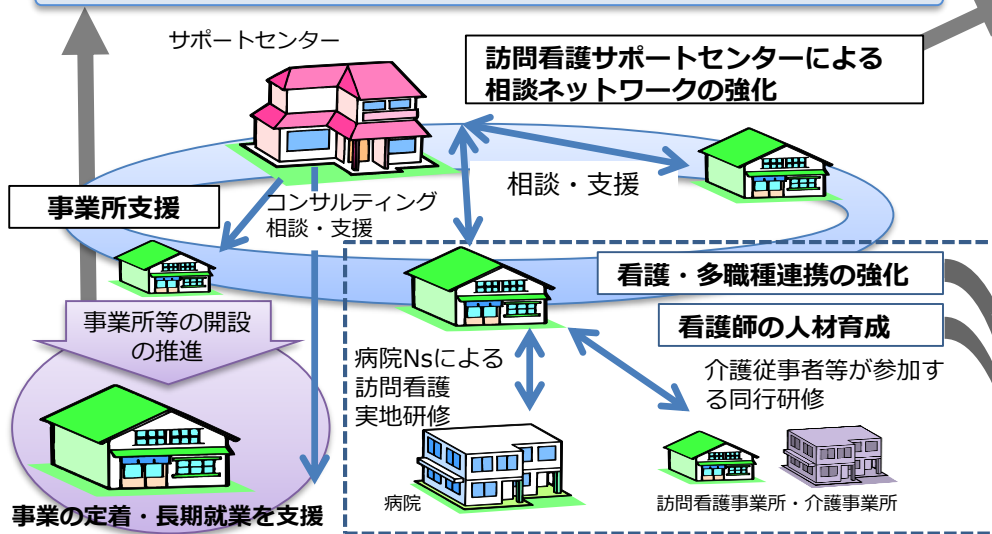 サポートセンター
訪問看護サポートセンターによる
相談ネットワークの強化
相談・支援
事業所支援
コンサルティング
相談・支援
看護・多職種連携の強化
看護師の人材育成
事業所等の開設
の推進
病院Nsによる
訪問看護
実地研修
介護従事者等が参加す
る同行研修
病院
訪問看護事業所・介護事業所
事業の定着・長期就業を支援